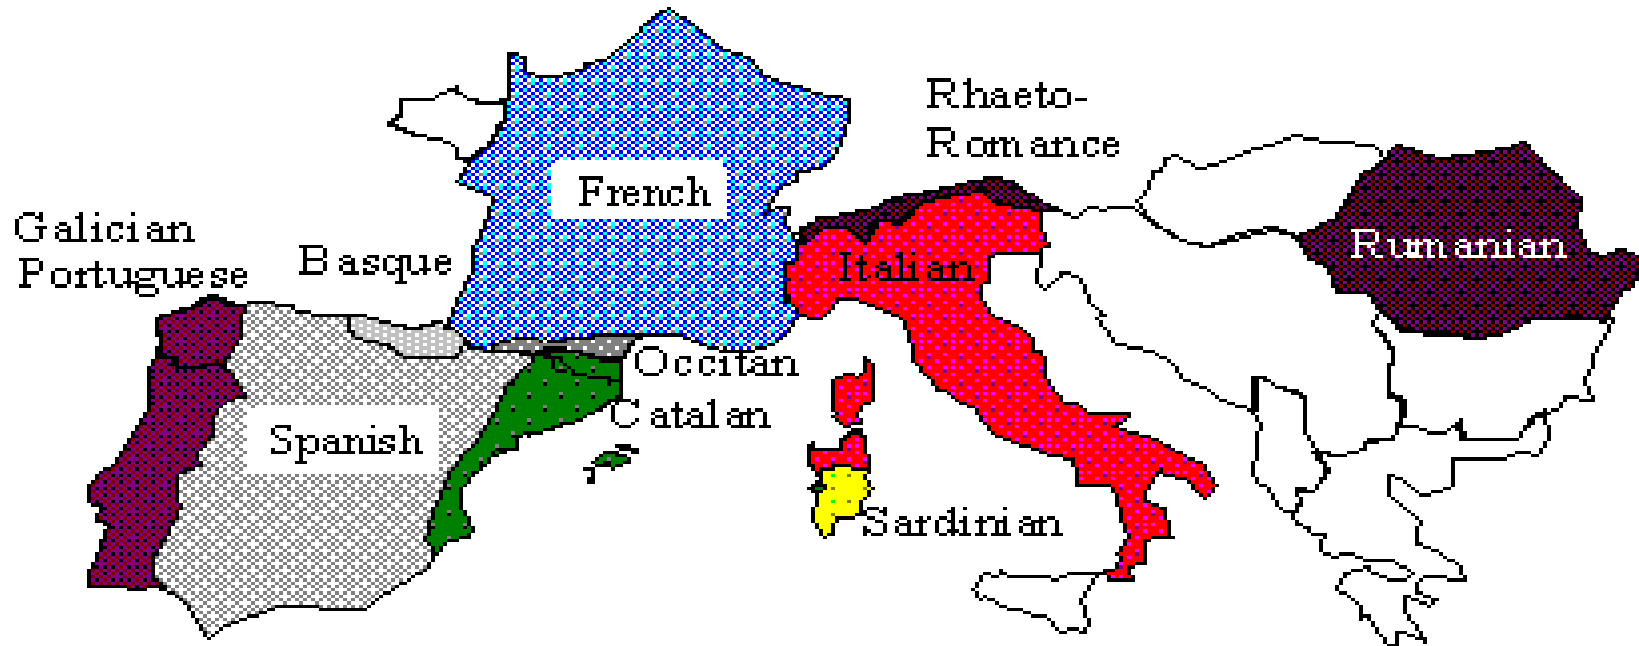 Rhaeto-
Romance
French
Galician
Portuguese
Basque
Rumanian
Italian
Occitan
Catalan
Spanish
Sardinian